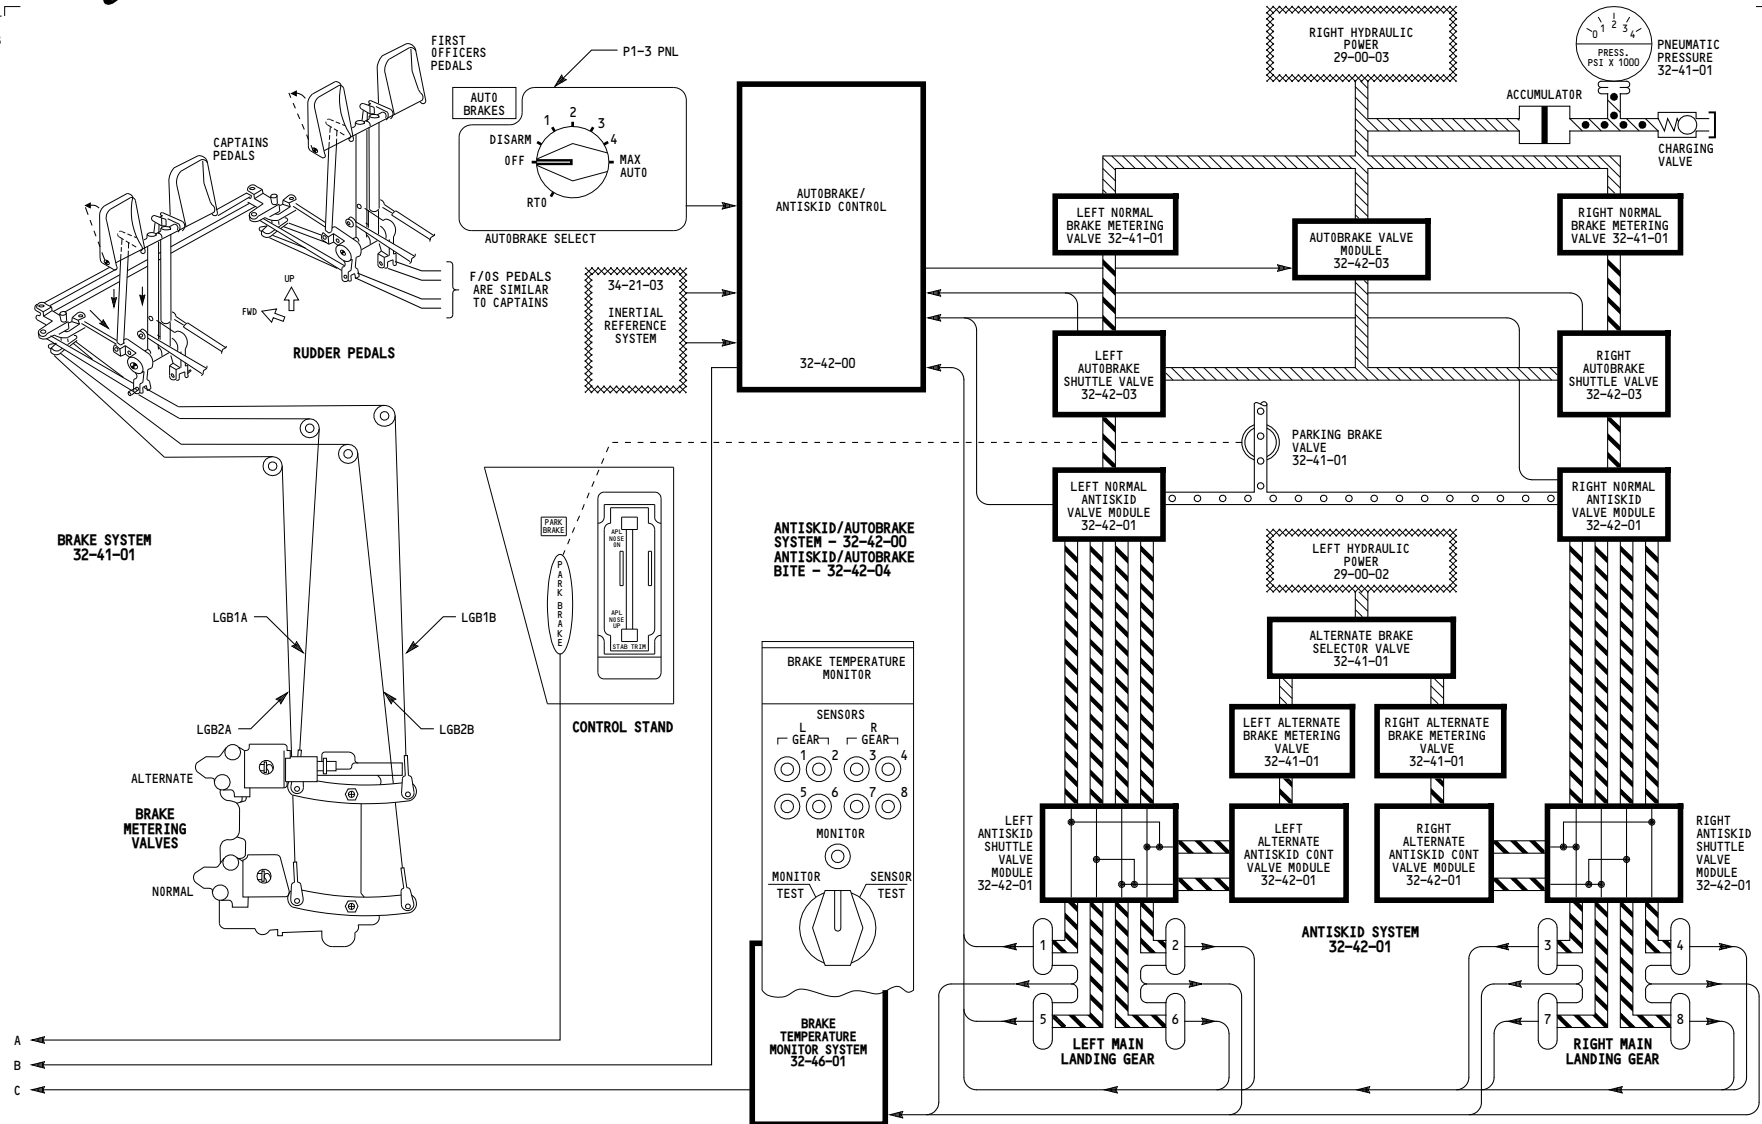 FIRST
OFFICERS
PEDALS
CAPTAINS
PEDALS
F/OS PEDALS
ARE SIMILAR
TO CAPTAINS
UP
FWD
RUDDER PEDALS
P1-3 PNL
AUTO
BRAKES
DISARM
OFF
RTO
1
2
3
4
MAX
AUTO
AUTOBRAKE SELECT
34-21-03
INERTIAL
REFERENCE
SYSTEM
AUTOBRAKE/
ANTISKID CONTROL
32-42-00
RIGHT HYDRAULIC
POWER
29-00-03
0 1 2 3 4
PRESS.
PSI X 1000
PNEUMATIC
PRESSURE
32-41-01
ACCUMULATOR
CHARGING
VALVE
LEFT NORMAL
BRAKE METERING
VALVE 32-41-01
AUTOBRAKE VALVE
MODULE
32-42-03
RIGHT NORMAL
BRAKE METERING
VALVE 32-41-01
LEFT
AUTOBRAKE
SHUTTLE VALVE
32-42-03
RIGHT
AUTOBRAKE
SHUTTLE VALVE
32-42-03
PARKING BRAKE
VALVE
32-41-01
LEFT NORMAL
ANTISKID
VALVE MODULE
32-42-01
RIGHT NORMAL
ANTISKID
VALVE MODULE
32-42-01
BRAKE SYSTEM
32-41-01
LGB1A
LGB1B
LGB2A
LGB2B
ALTERNATE
BRAKE
METERING
VALVES
NORMAL
PARK
BRAKE
PARK BRAKE
APL
NOSE
ON
APL
NOSE
UP
STAB TRIM
CONTROL STAND
ANTISKID/AUTOBRAKE
SYSTEM - 32-42-00
ANTISKID/AUTOBRAKE
BITE - 32-42-04
LEFT HYDRAULIC
POWER
29-00-02
ALTERNATE BRAKE
SELECTOR VALVE
32-41-01
LEFT ALTERNATE
BRAKE METERING
VALVE
32-41-01
RIGHT ALTERNATE
BRAKE METERING
VALVE
32-41-01
BRAKE TEMPERATURE
MONITOR
SENSORS
L
GEAR
R
GEAR
1 2 3 4
5 6 7 8
MONITOR
MONITOR
TEST
SENSOR
TEST
BRAKE
TEMPERATURE
MONITOR SYSTEM
32-46-01
LEFT
ANTISKID
SHUTTLE
VALVE
MODULE
32-42-01
LEFT
ALTERNATE
ANTISKID CONT
VALVE MODULE
32-42-01
RIGHT
ALTERNATE
ANTISKID CONT
VALVE MODULE
32-42-01
RIGHT
ANTISKID
SHUTTLE
VALVE
MODULE
32-42-01
ANTISKID SYSTEM
32-42-01
1
2
3
4
5
6
7
8
LEFT MAIN
LANDING GEAR
RIGHT MAIN
LANDING GEAR
A
B
C